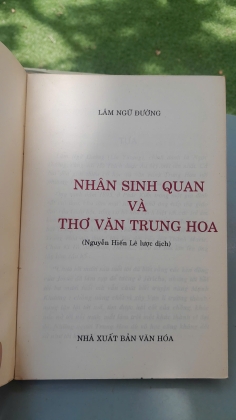 LÂM NGỮ ĐƯỜNG
NHÂN SINH QUAN
VÀ
THƠ VĂN TRUNG HOA
(Nguyễn Hiến Lê lược dịch)
NHÀ XUẤT BẢN VĂN HÓA